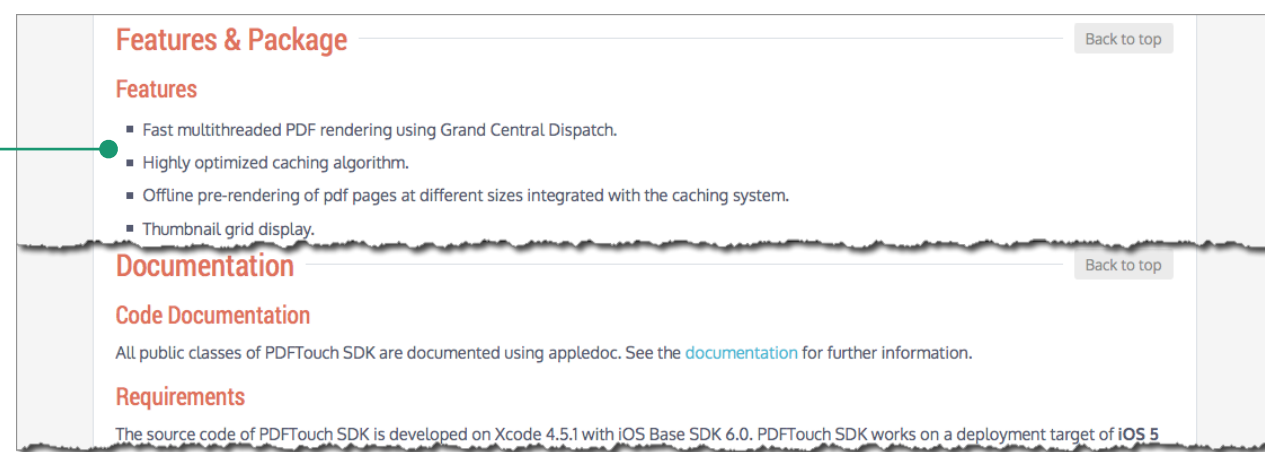 Features & Package
Back to top
Features
Fast multithreaded PDF rendering using Grand Central Dispatch.
Highly optimized caching algorithm.
Offline pre-rendering of pdf pages at different sizes integrated with the caching system.
Thumbnail grid display.
Documentation
Back to top
Code Documentation
All public classes of PDFTouch SDK are documented using appledoc. See the documentation for further information.
Requirements
The source code of PDFTouch SDK is developed on Xcode 4.5.1 with iOS Base SDK 6.0. PDFTouch SDK works on a deployment target of iOS 5